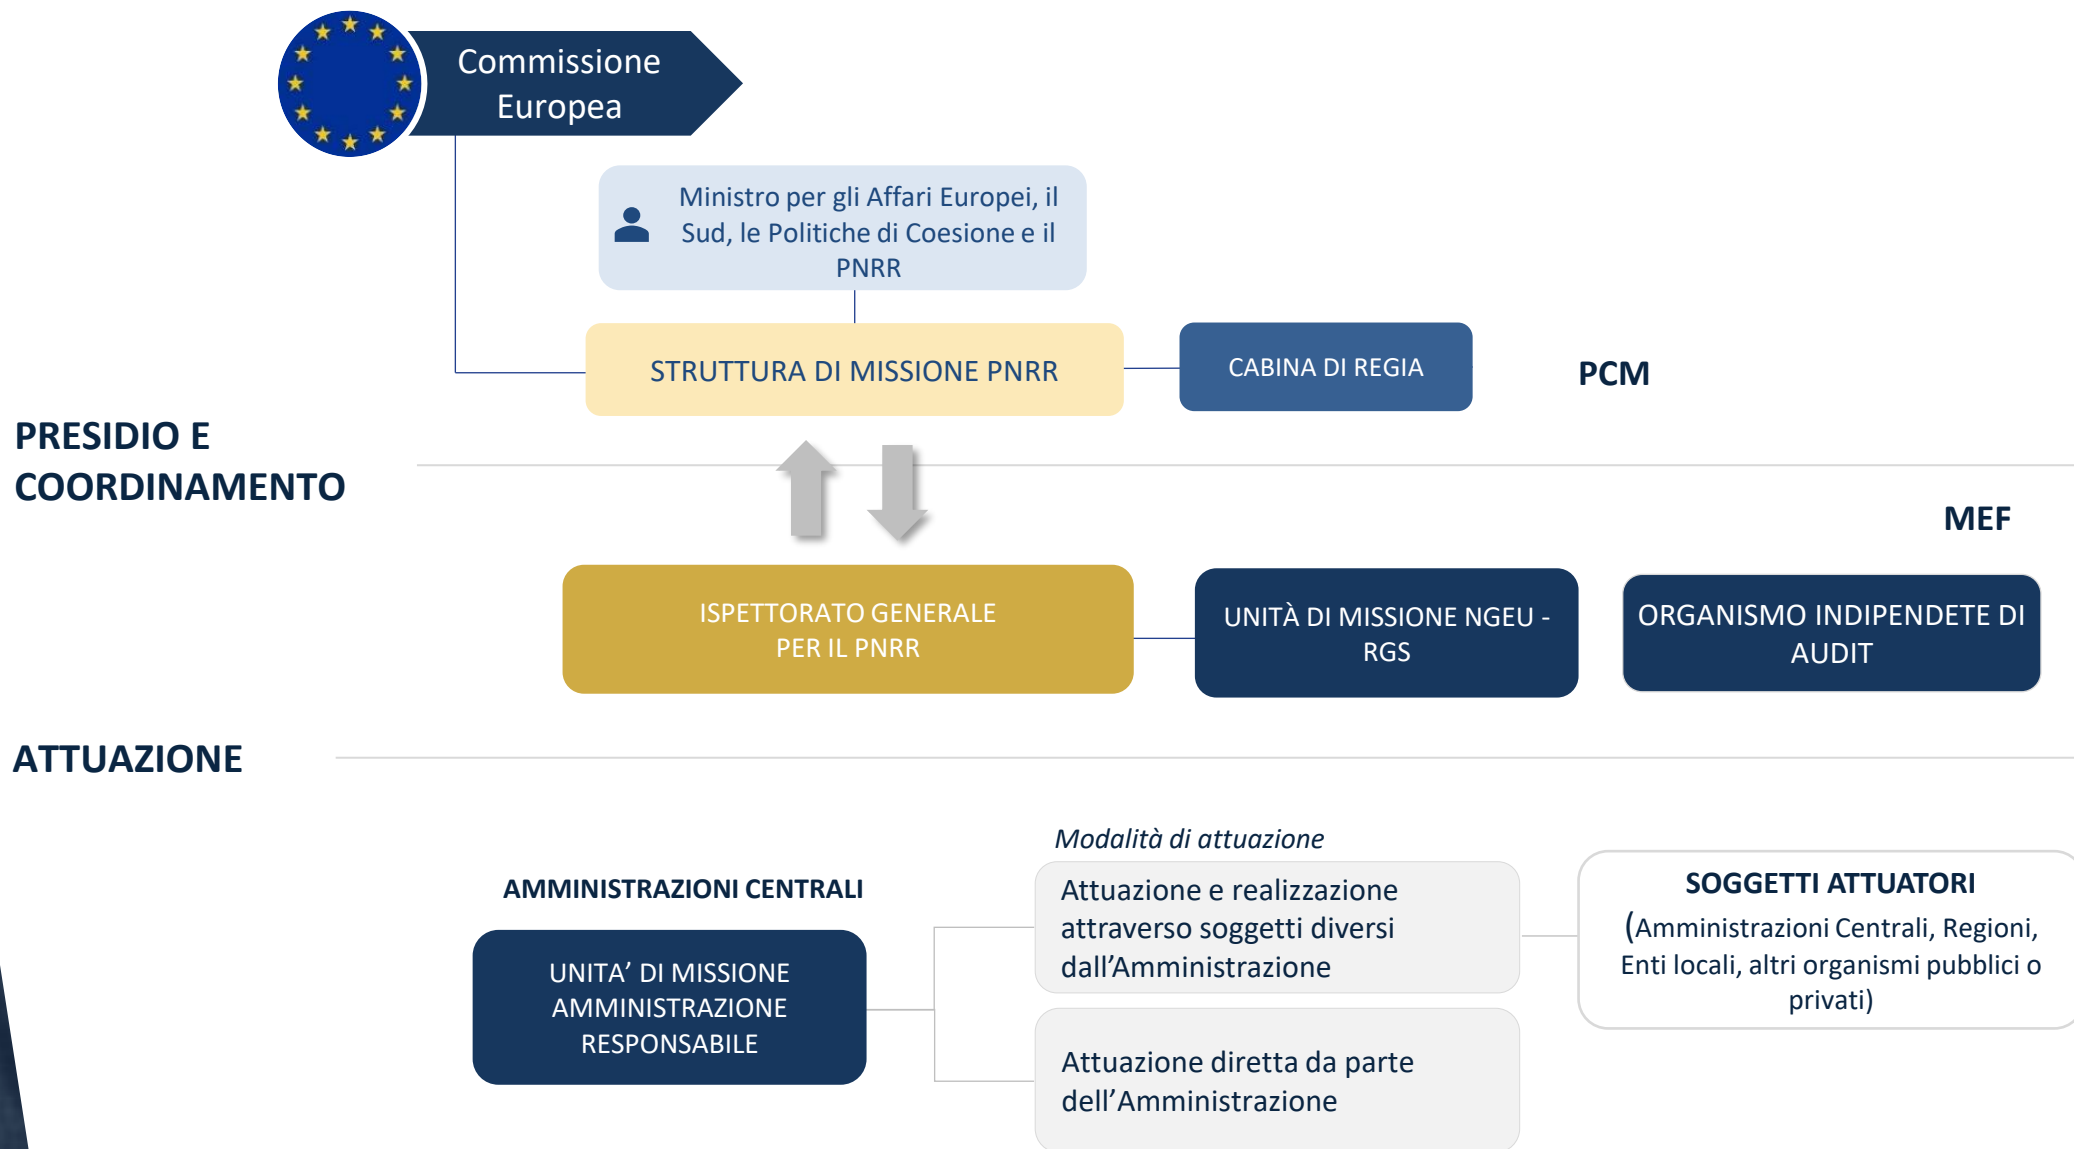 Commissione
Europea
Ministro per gli Affari Europei, il
Sud, le Politiche di Coesione e il
PNRR
STRUTTURA DI MISSIONE PNRR
CABINA DI REGIA
PCM
PRESIDIO E
COORDINAMENTO
MEF
ISPETTORATO GENERALE
PER IL PNRR
UNITÀ DI MISSIONE NGEU -
RGS
ORGANISMO INDIPENDETE DI
AUDIT
ATTUAZIONE
Modalità di attuazione
AMMINISTRAZIONI CENTRALI
UNITA’ DI MISSIONE
AMMINISTRAZIONE
RESPONSABILE
Attuazione e realizzazione
attraverso soggetti diversi
dall’Amministrazione
Attuazione diretta da parte
dell’Amministrazione
SOGGETTI ATTUATORI
(Amministrazioni Centrali, Regioni,
Enti locali, altri organismi pubblici o
privati)